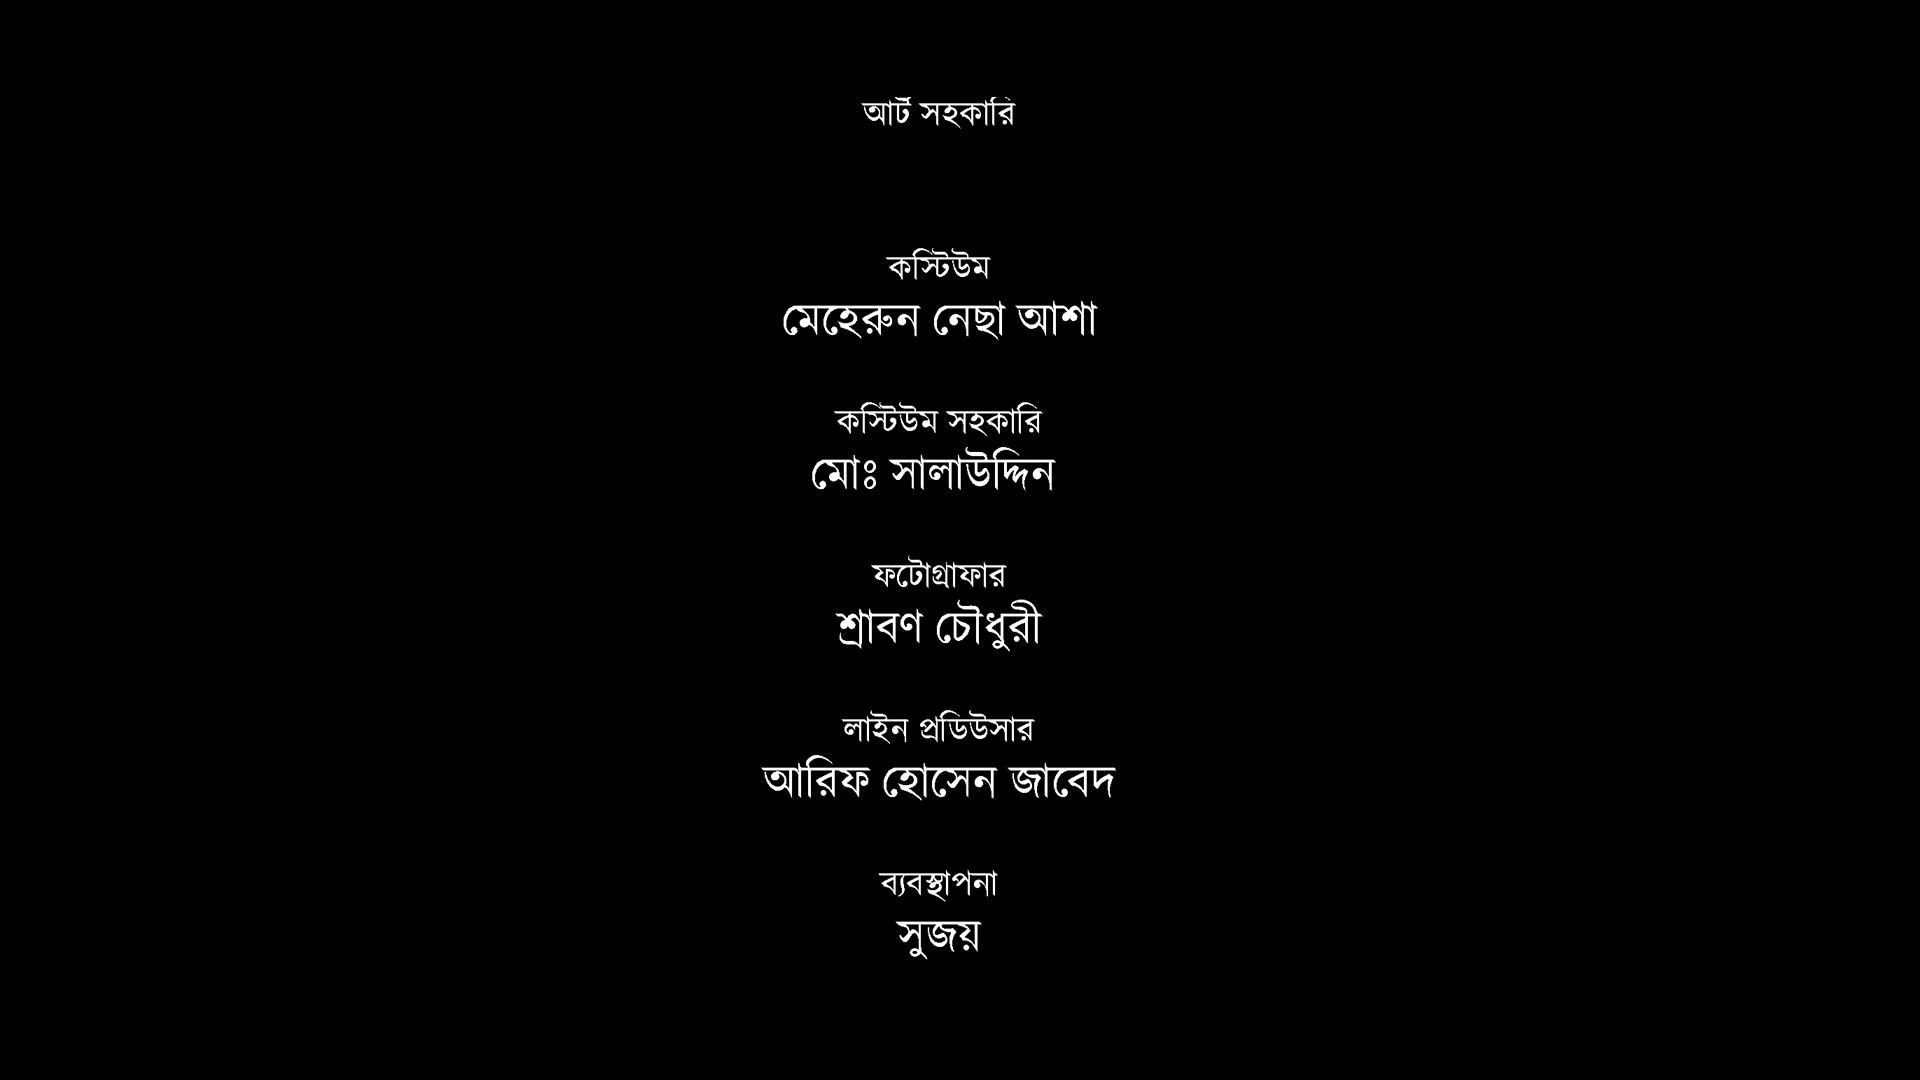 আর্ট সহকারি
কস্টিউম
মেহেরুন নেছা আশা
কস্টিউম সহকারি
মোঃ সালাউদ্দিন
ফটোগ্রাফার
শ্রাবণ চৌধুরী
লাইন প্রডিউসার
আরিফ হোসেন জাবেদ
ব্যবস্থাপনা
সুজয়